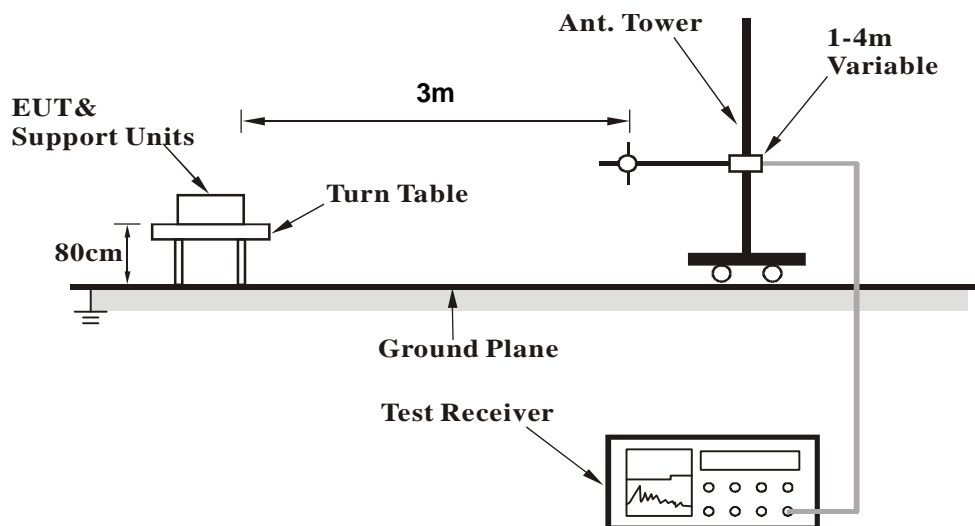 Ant. Tower
1-4m
Variable
3m
EUT&
Support Units
Turn Table
80cm
Ground Plane
Test Receiver